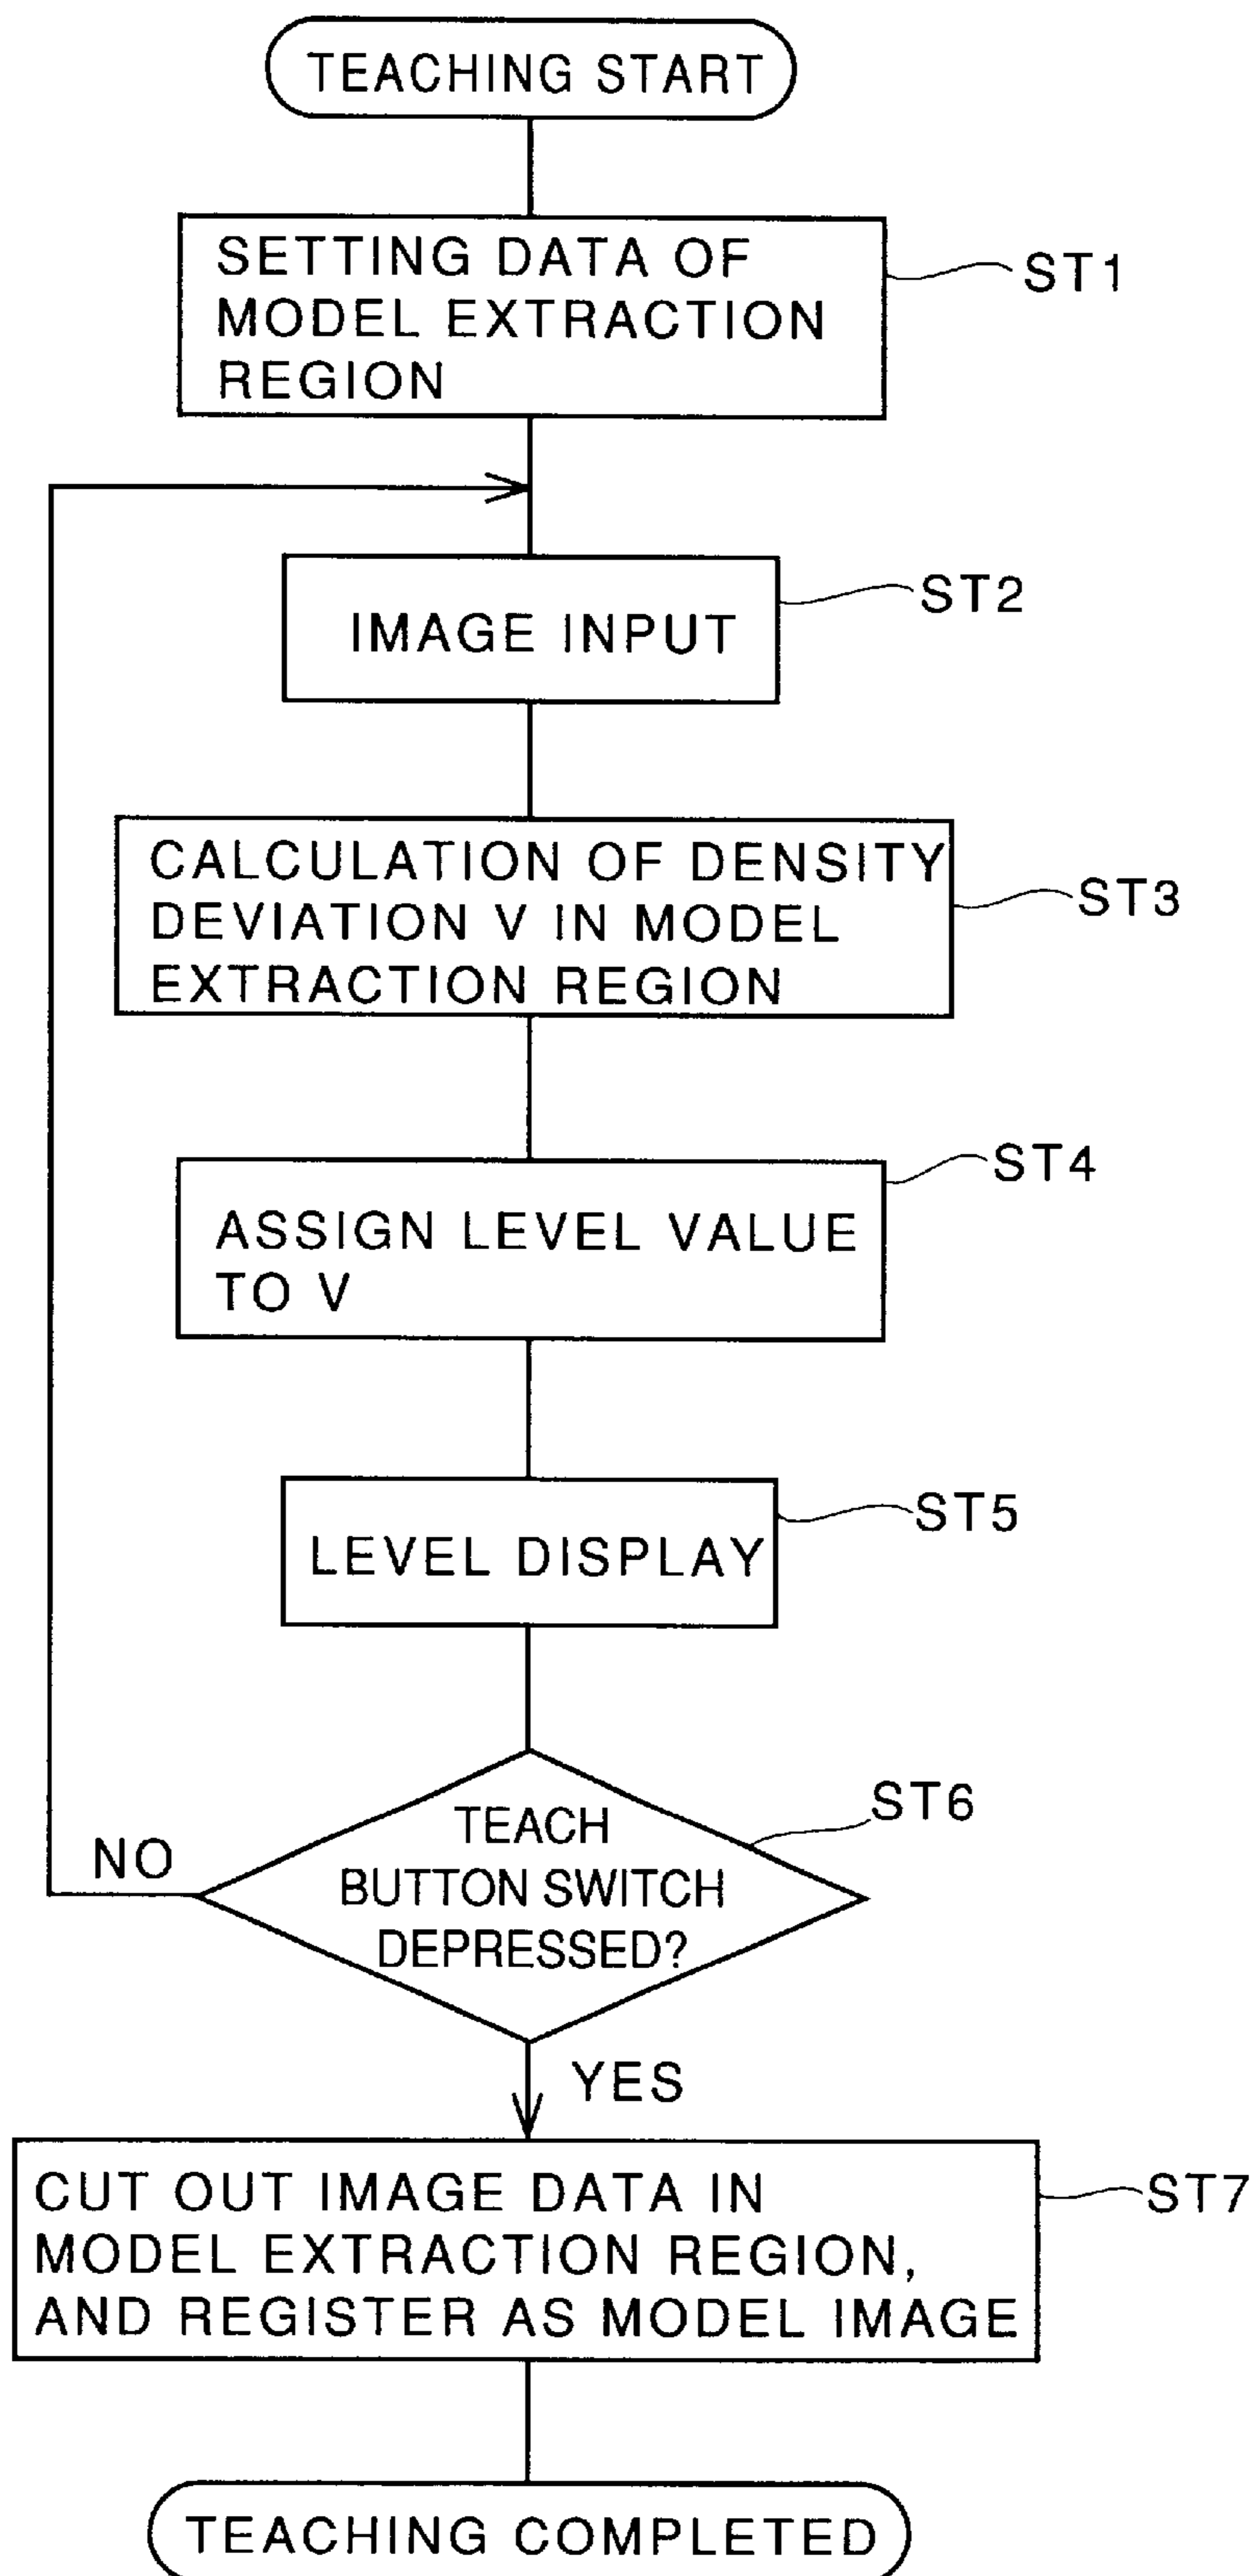 TEACHING START
SETTING DATA OF
MODEL EXTRACTION
REGION
ST1
IMAGE INPUT
ST2
CALCULATION OF DENSITY
DEVIATION V IN MODEL
EXTRACTION REGION
ST3
ASSIGN LEVEL VALUE
TO V
ST4
LEVEL DISPLAY
ST5
TEACH
BUTTON SWITCH
DEPRESSED?
ST6
NO
YES
CUT OUT IMAGE DATA IN
MODEL EXTRACTION REGION,
AND REGISTER AS MODEL IMAGE
ST7
TEACHING COMPLETED